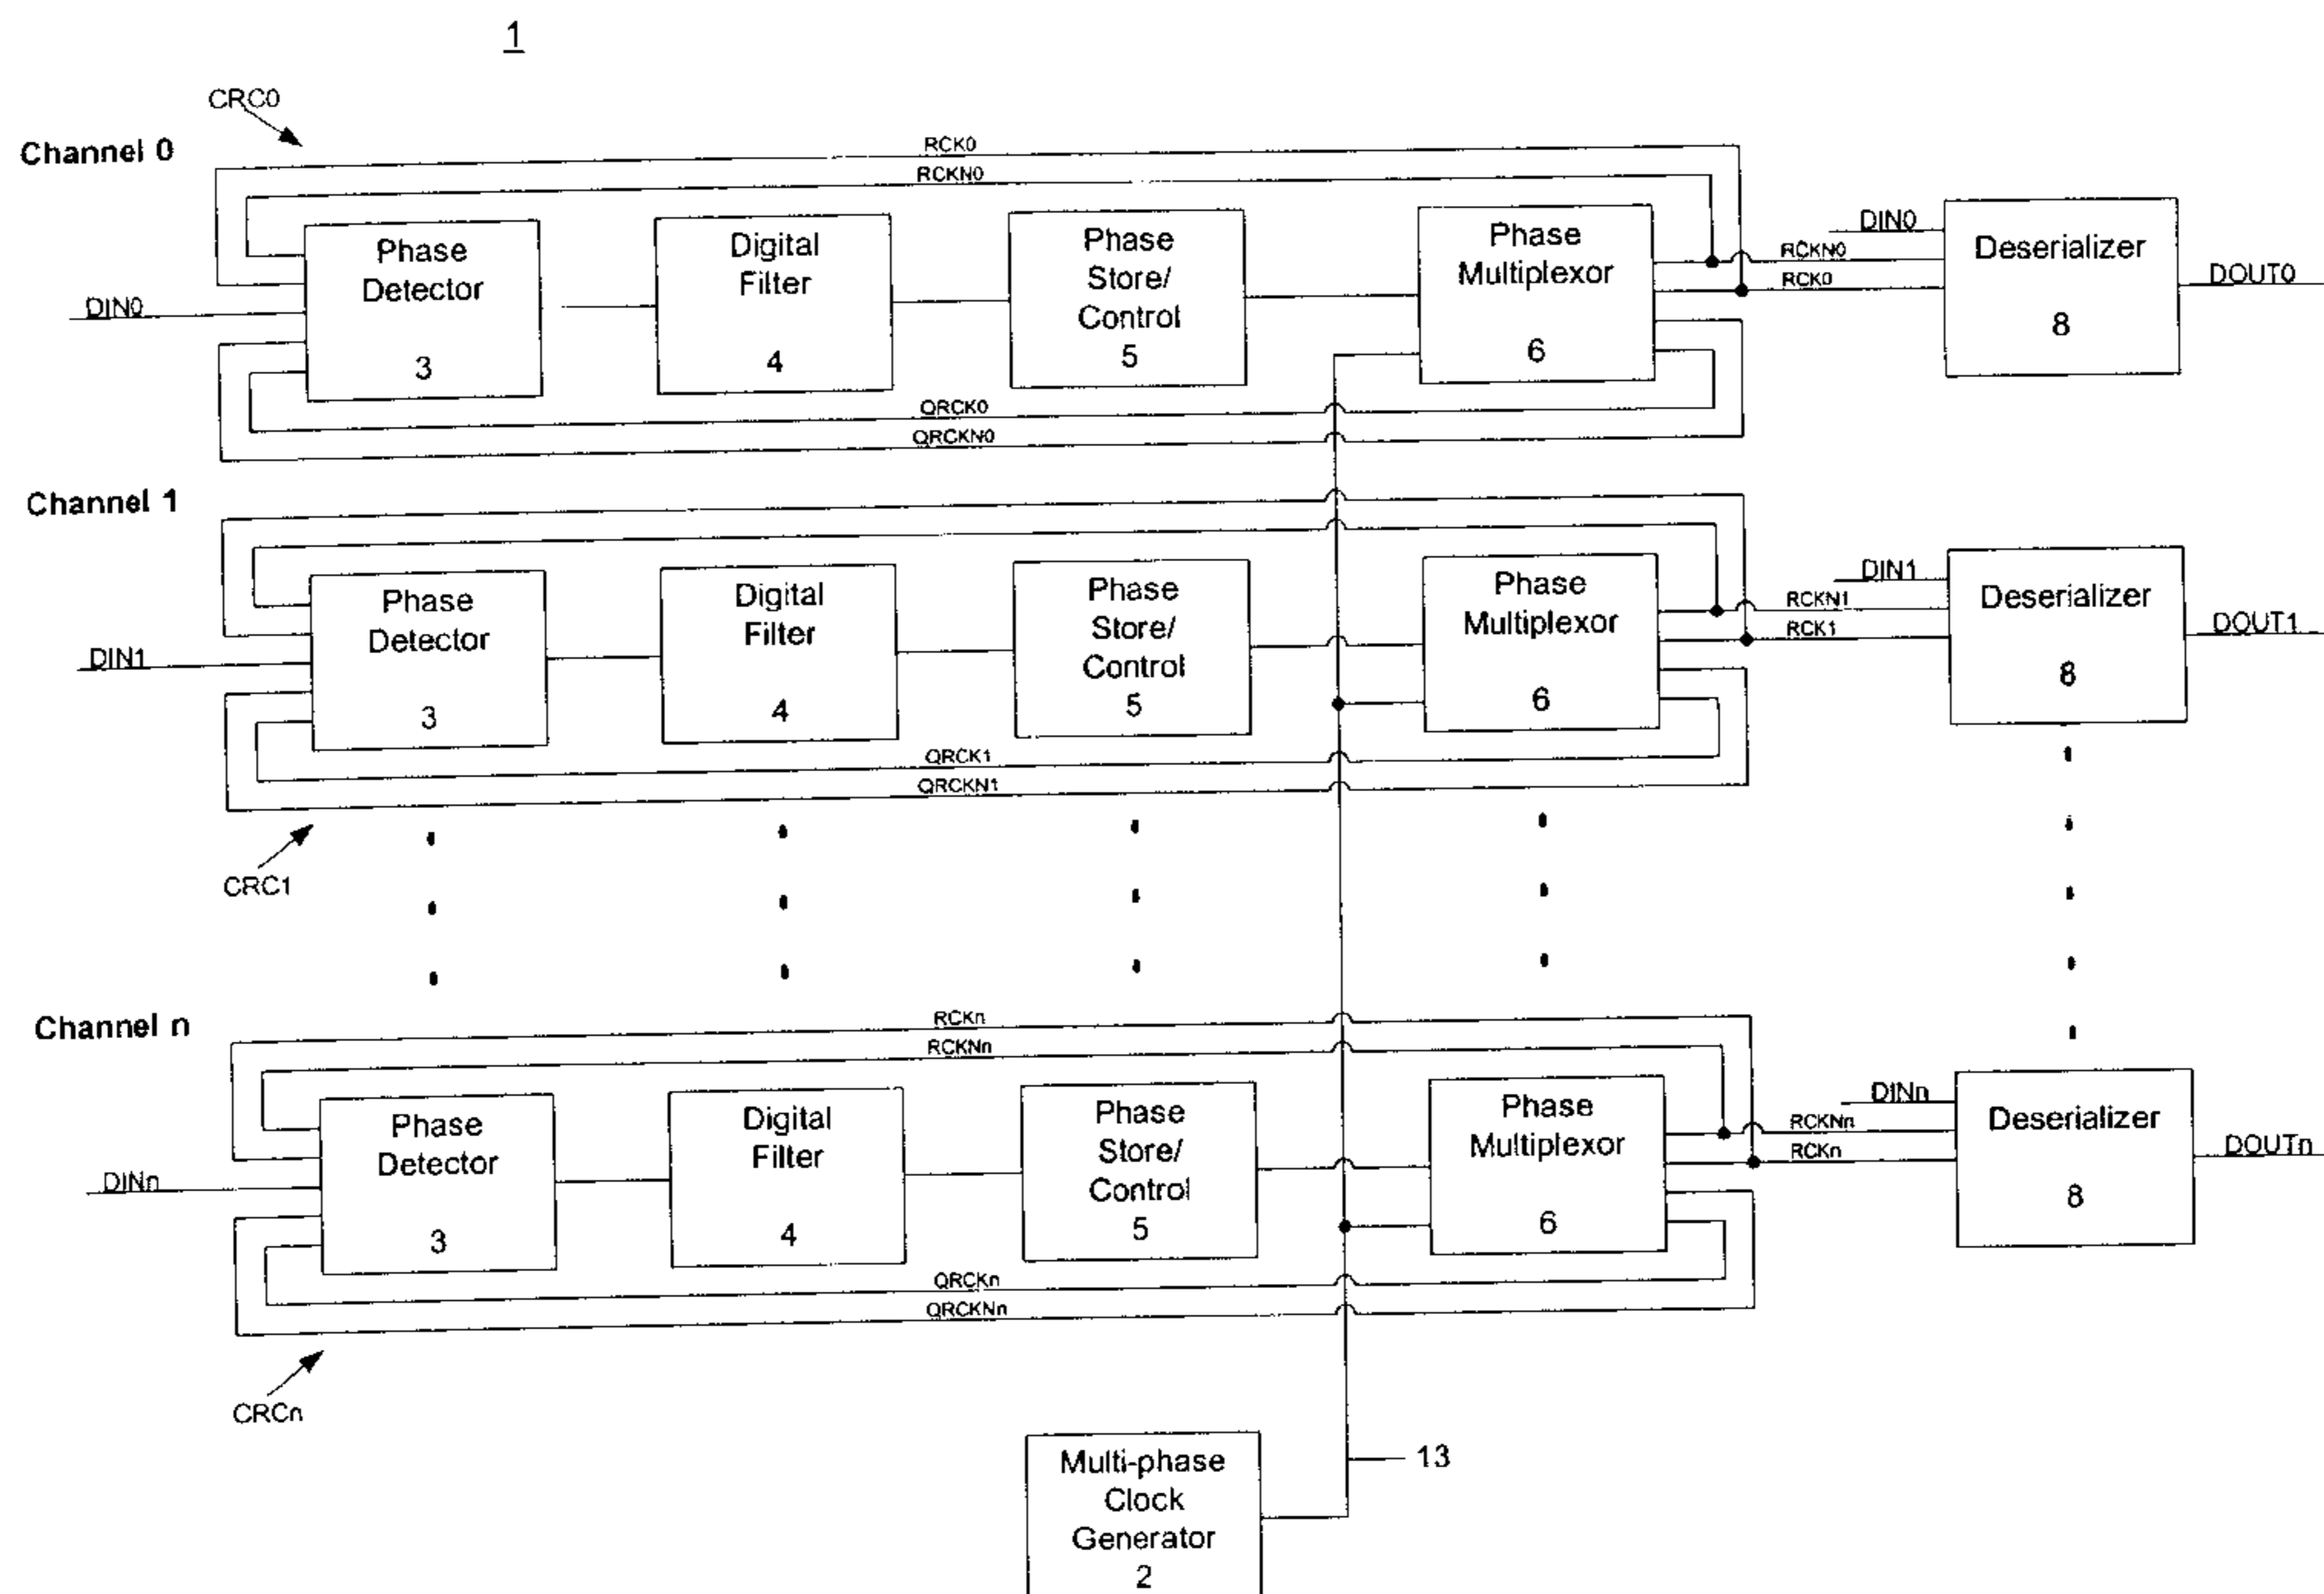 1
CRC0
Channel 0
RCK0
RCKN0
Phase
Detector
3
Digital
Filter
4
Phase
Store/
Control
5
Phase
Multiplexor
6
DIN0
RCKN0
RCK0
Deserializer
8
DOUT0
DIN0
QRCK0
QRCKN0
Channel 1
Phase
Detector
3
Digital
Filter
4
Phase
Store/
Control
5
Phase
Multiplexor
6
DIN1
RCKN1
RCK1
Deserializer
8
DOUT1
DIN1
QRCK1
QRCKN1
CRC1
Channel n
RCKn
RCKNn
Phase
Detector
3
Digital
Filter
4
Phase
Store/
Control
5
Phase
Multiplexor
6
DINn
RCKNn
RCKn
Deserializer
8
DOUTn
DINn
QRCKn
QRCKNn
CRCn
Multi-phase
Clock
Generator
2
13